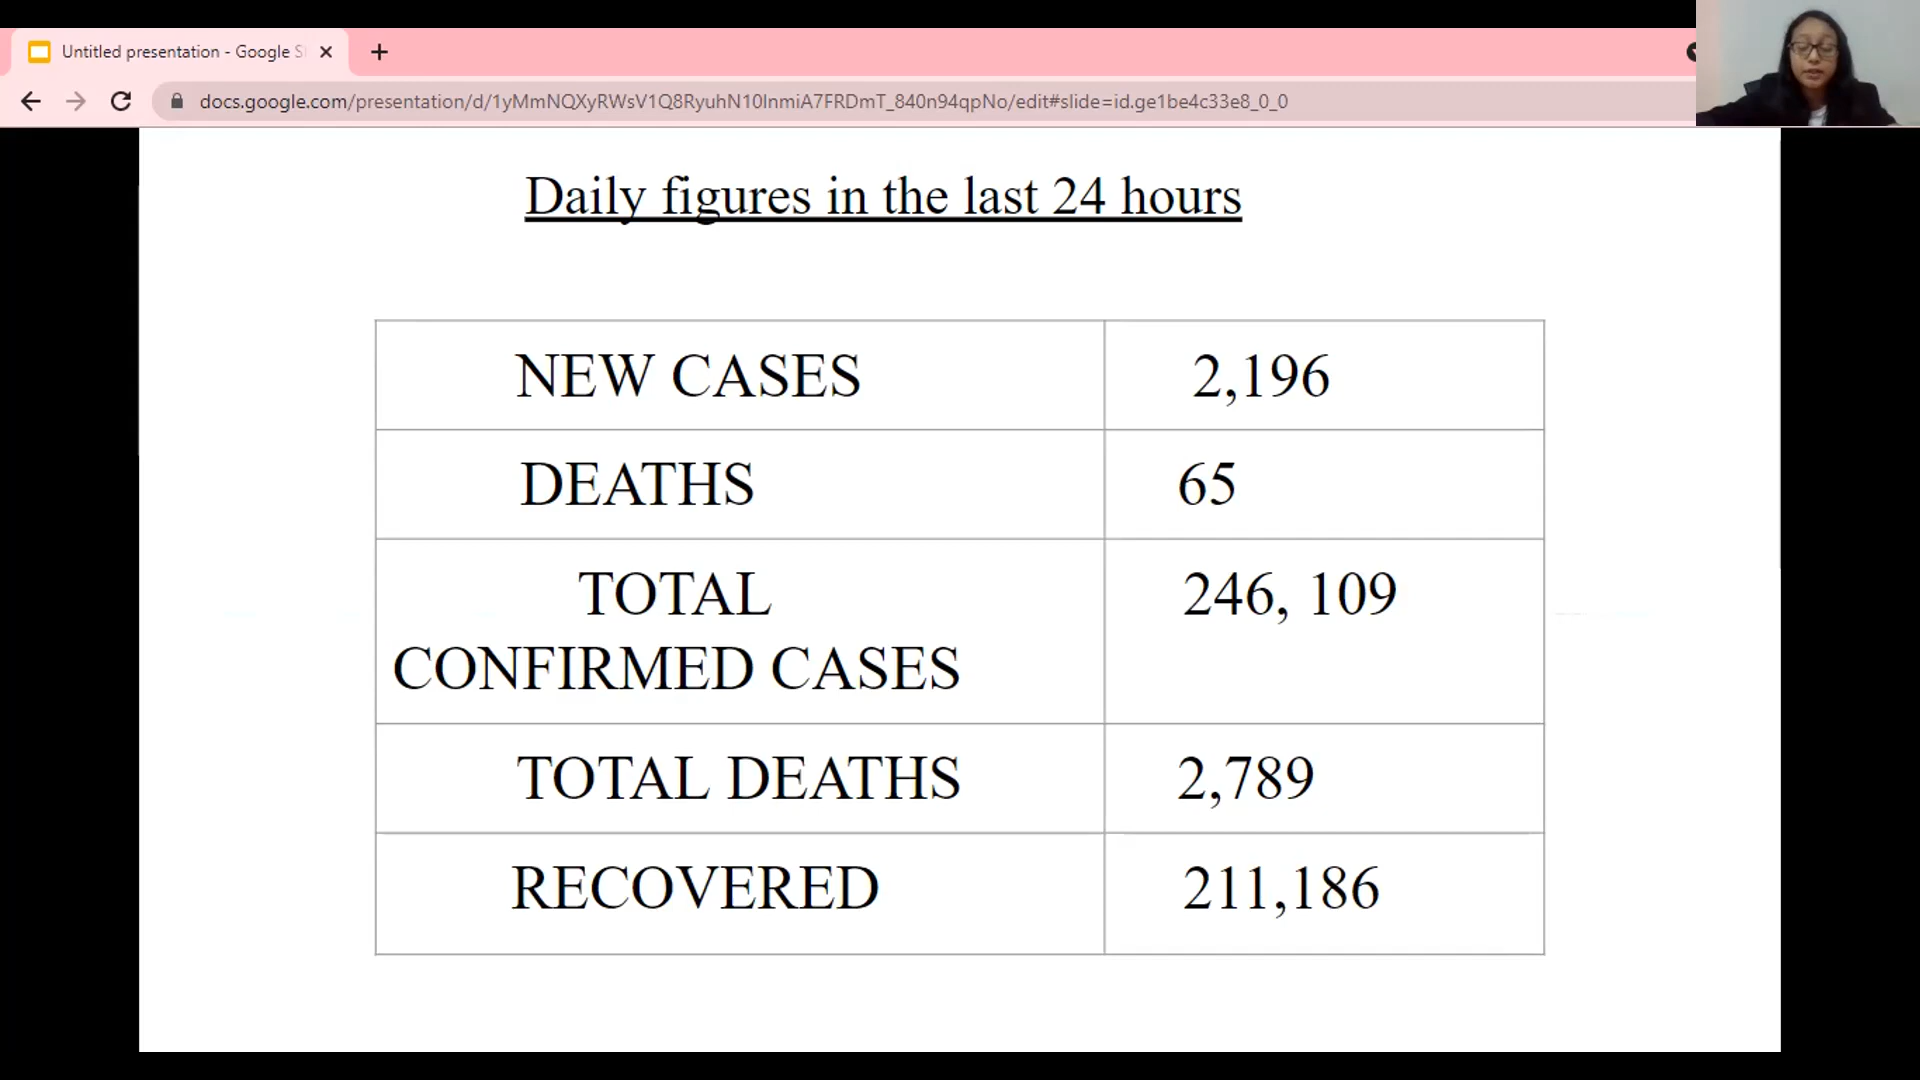 Untitled presentation - Google S
docs.google.com/presentation/d/1yMmNQXyRWsV1Q8RyuhN10lnmiA7FRDmT_840n94qpNo/edit#slide=id.ge1be4c33e8_0_0
Daily figures in the last 24 hours
NEW CASES 2,196
DEATHS 65
TOTAL 246, 109
CONFIRMED CASES
TOTAL DEATHS 2,789
RECOVERED 211,186